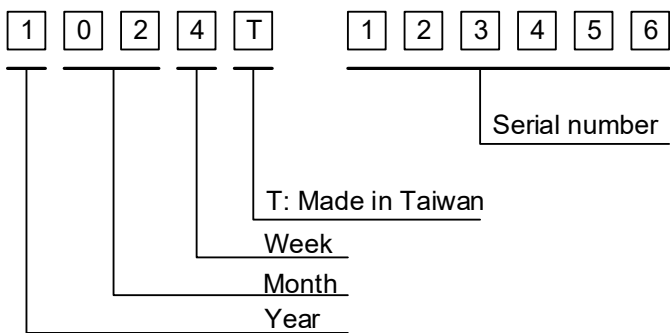 1 0 2 4 T 1 2 3 4 5 6
Serial number
T: Made in Taiwan
Week
Month
Year